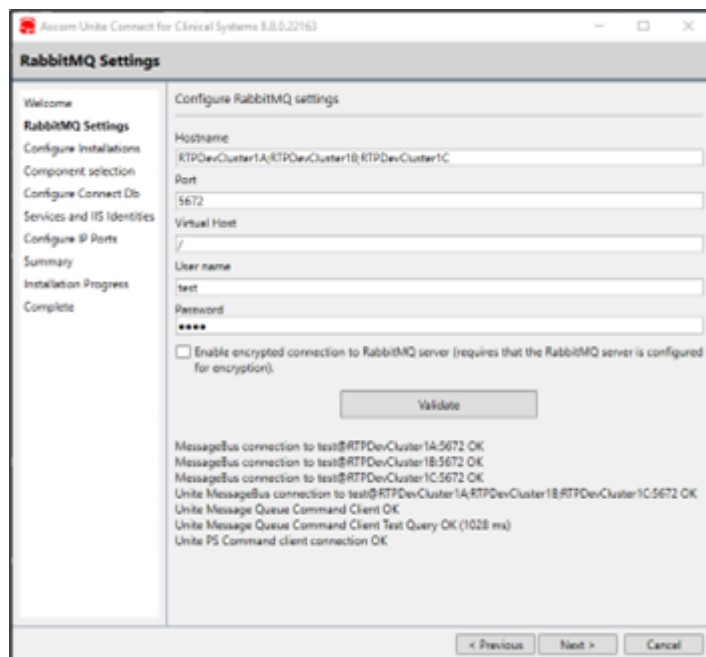 Ascom Unite Connect for Clinical Systems 8.8.0.22163
RabbitMQ Settings
Welcome
RabbitMQ Settings
Configure Installations
Component selection
Configure Connect Db
Services and IIS Identities
Configure IP Ports
Summary
Installation Progress
Complete
Configure RabbitMQ settings
Hostname
RTPDevCluster1A;RTPDevCluster1B;RTPDevCluster1C
Port
5672
Virtual Host
/
User name
test
Password
••••
Enable encrypted connection to RabbitMQ server (requires that the RabbitMQ server is configured
for encryption).
Validate
MessageBus connection to test@RTPDevCluster1A:5672 OK
MessageBus connection to test@RTPDevCluster1B:5672 OK
MessageBus connection to test@RTPDevCluster1C:5672 OK
Unite MessageBus connection to test@RTPDevCluster1A;RTPDevCluster1B;RTPDevCluster1C:5672 OK
Unite Message Queue Command Client OK
Unite Message Queue Command Client Test Query OK (1028 ms)
Unite PS Command client connection OK
< Previous
Next >
Cancel